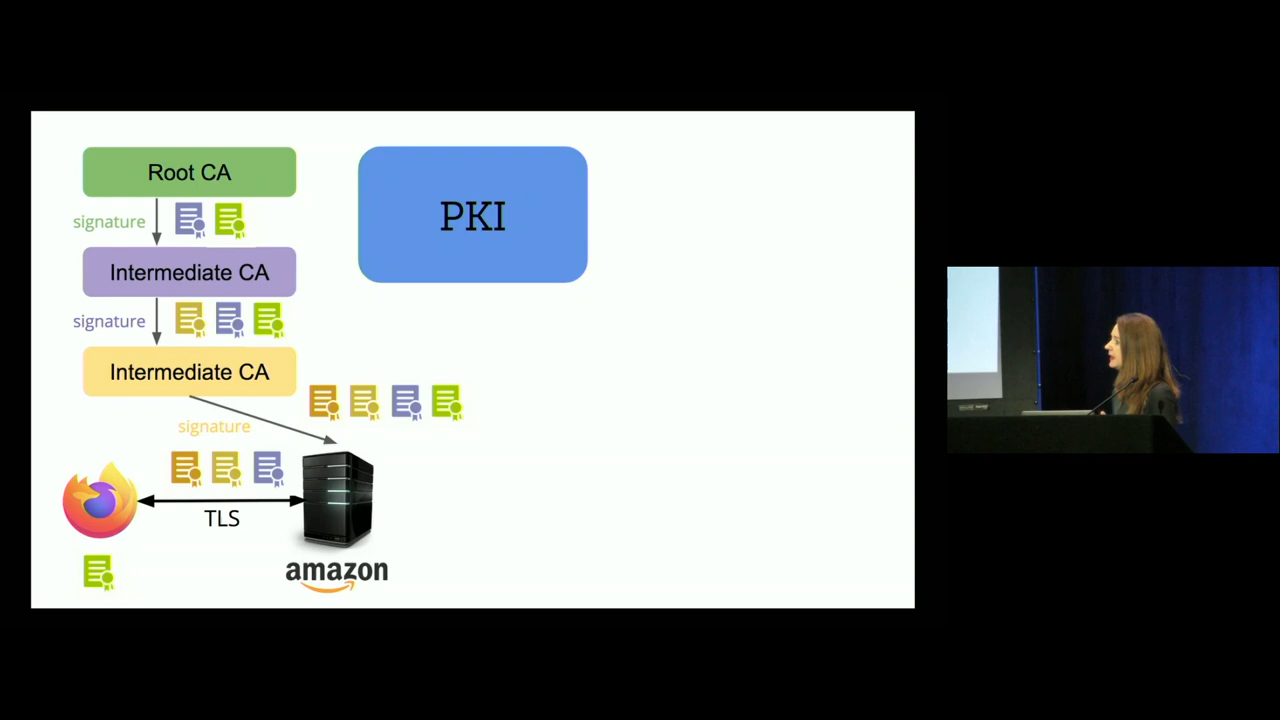 Root CA
signature
Intermediate CA
signature
Intermediate CA
signature
TLS
amazon
PKI